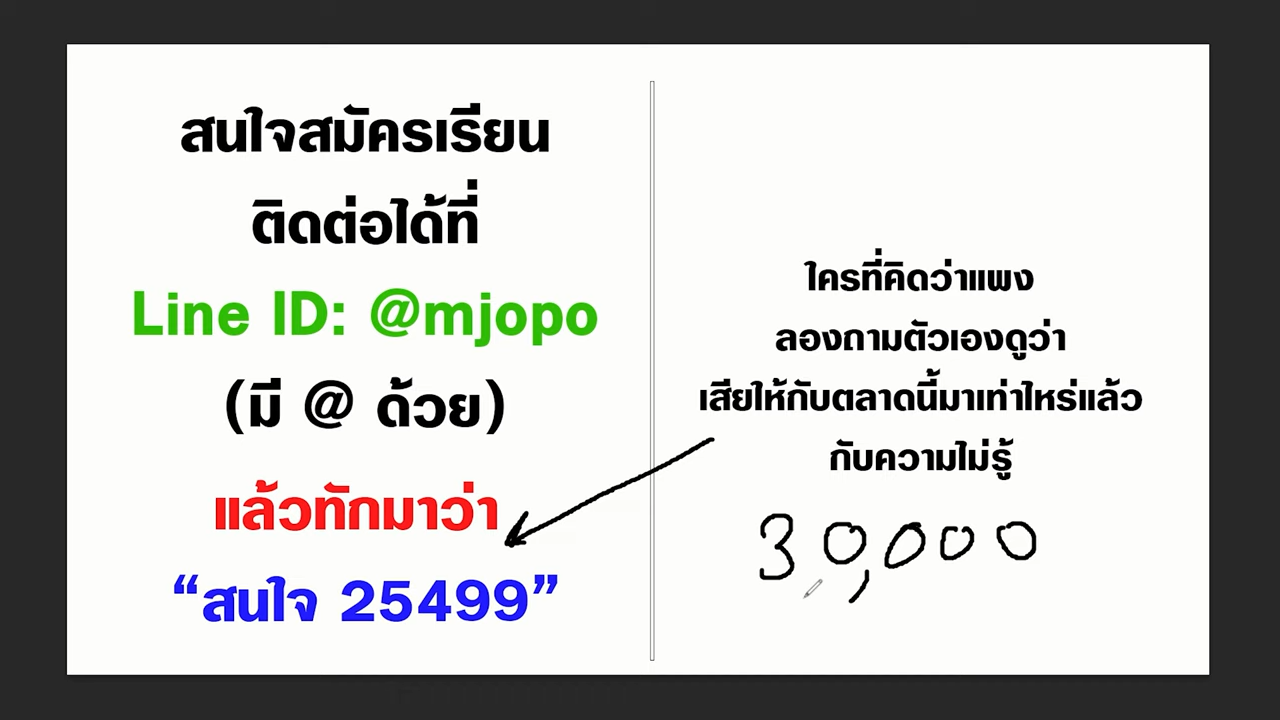 สนใจสมัครเรียน
ติดต่อได้ที่
Line ID: @mjopo
(มี @ ด้วย)
แล้วทักมาว่า
“สนใจ 25499”
ใครที่คิดว่าแพง
ลองถามตัวเองดูว่า
เสียให้กับตลาดนี้มาเท่าไหร่แล้ว
กับความไม่รู้
30,000